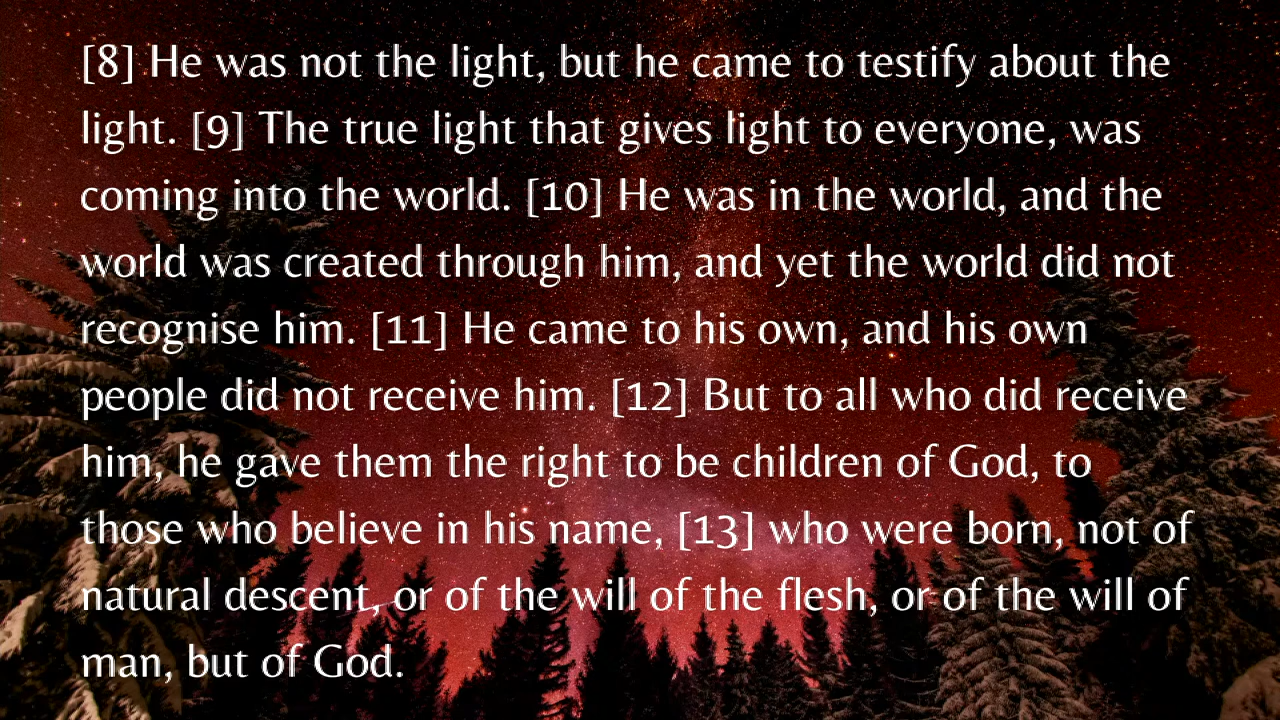 [8] He was not the light, but he came to testify about the
light. [9] The true light that gives light to everyone, was
coming into the world. [10] He was in the world, and the
world was created through him, and yet the world did not
recognise him. [11] He came to his own, and his own
people did not receive him. [12] But to all who did receive
him, he gave them the right to be children of God, to
those who believe in his name, [13] who were born, not of
natural descent, or of the will of the flesh, or of the will of
man, but of God.